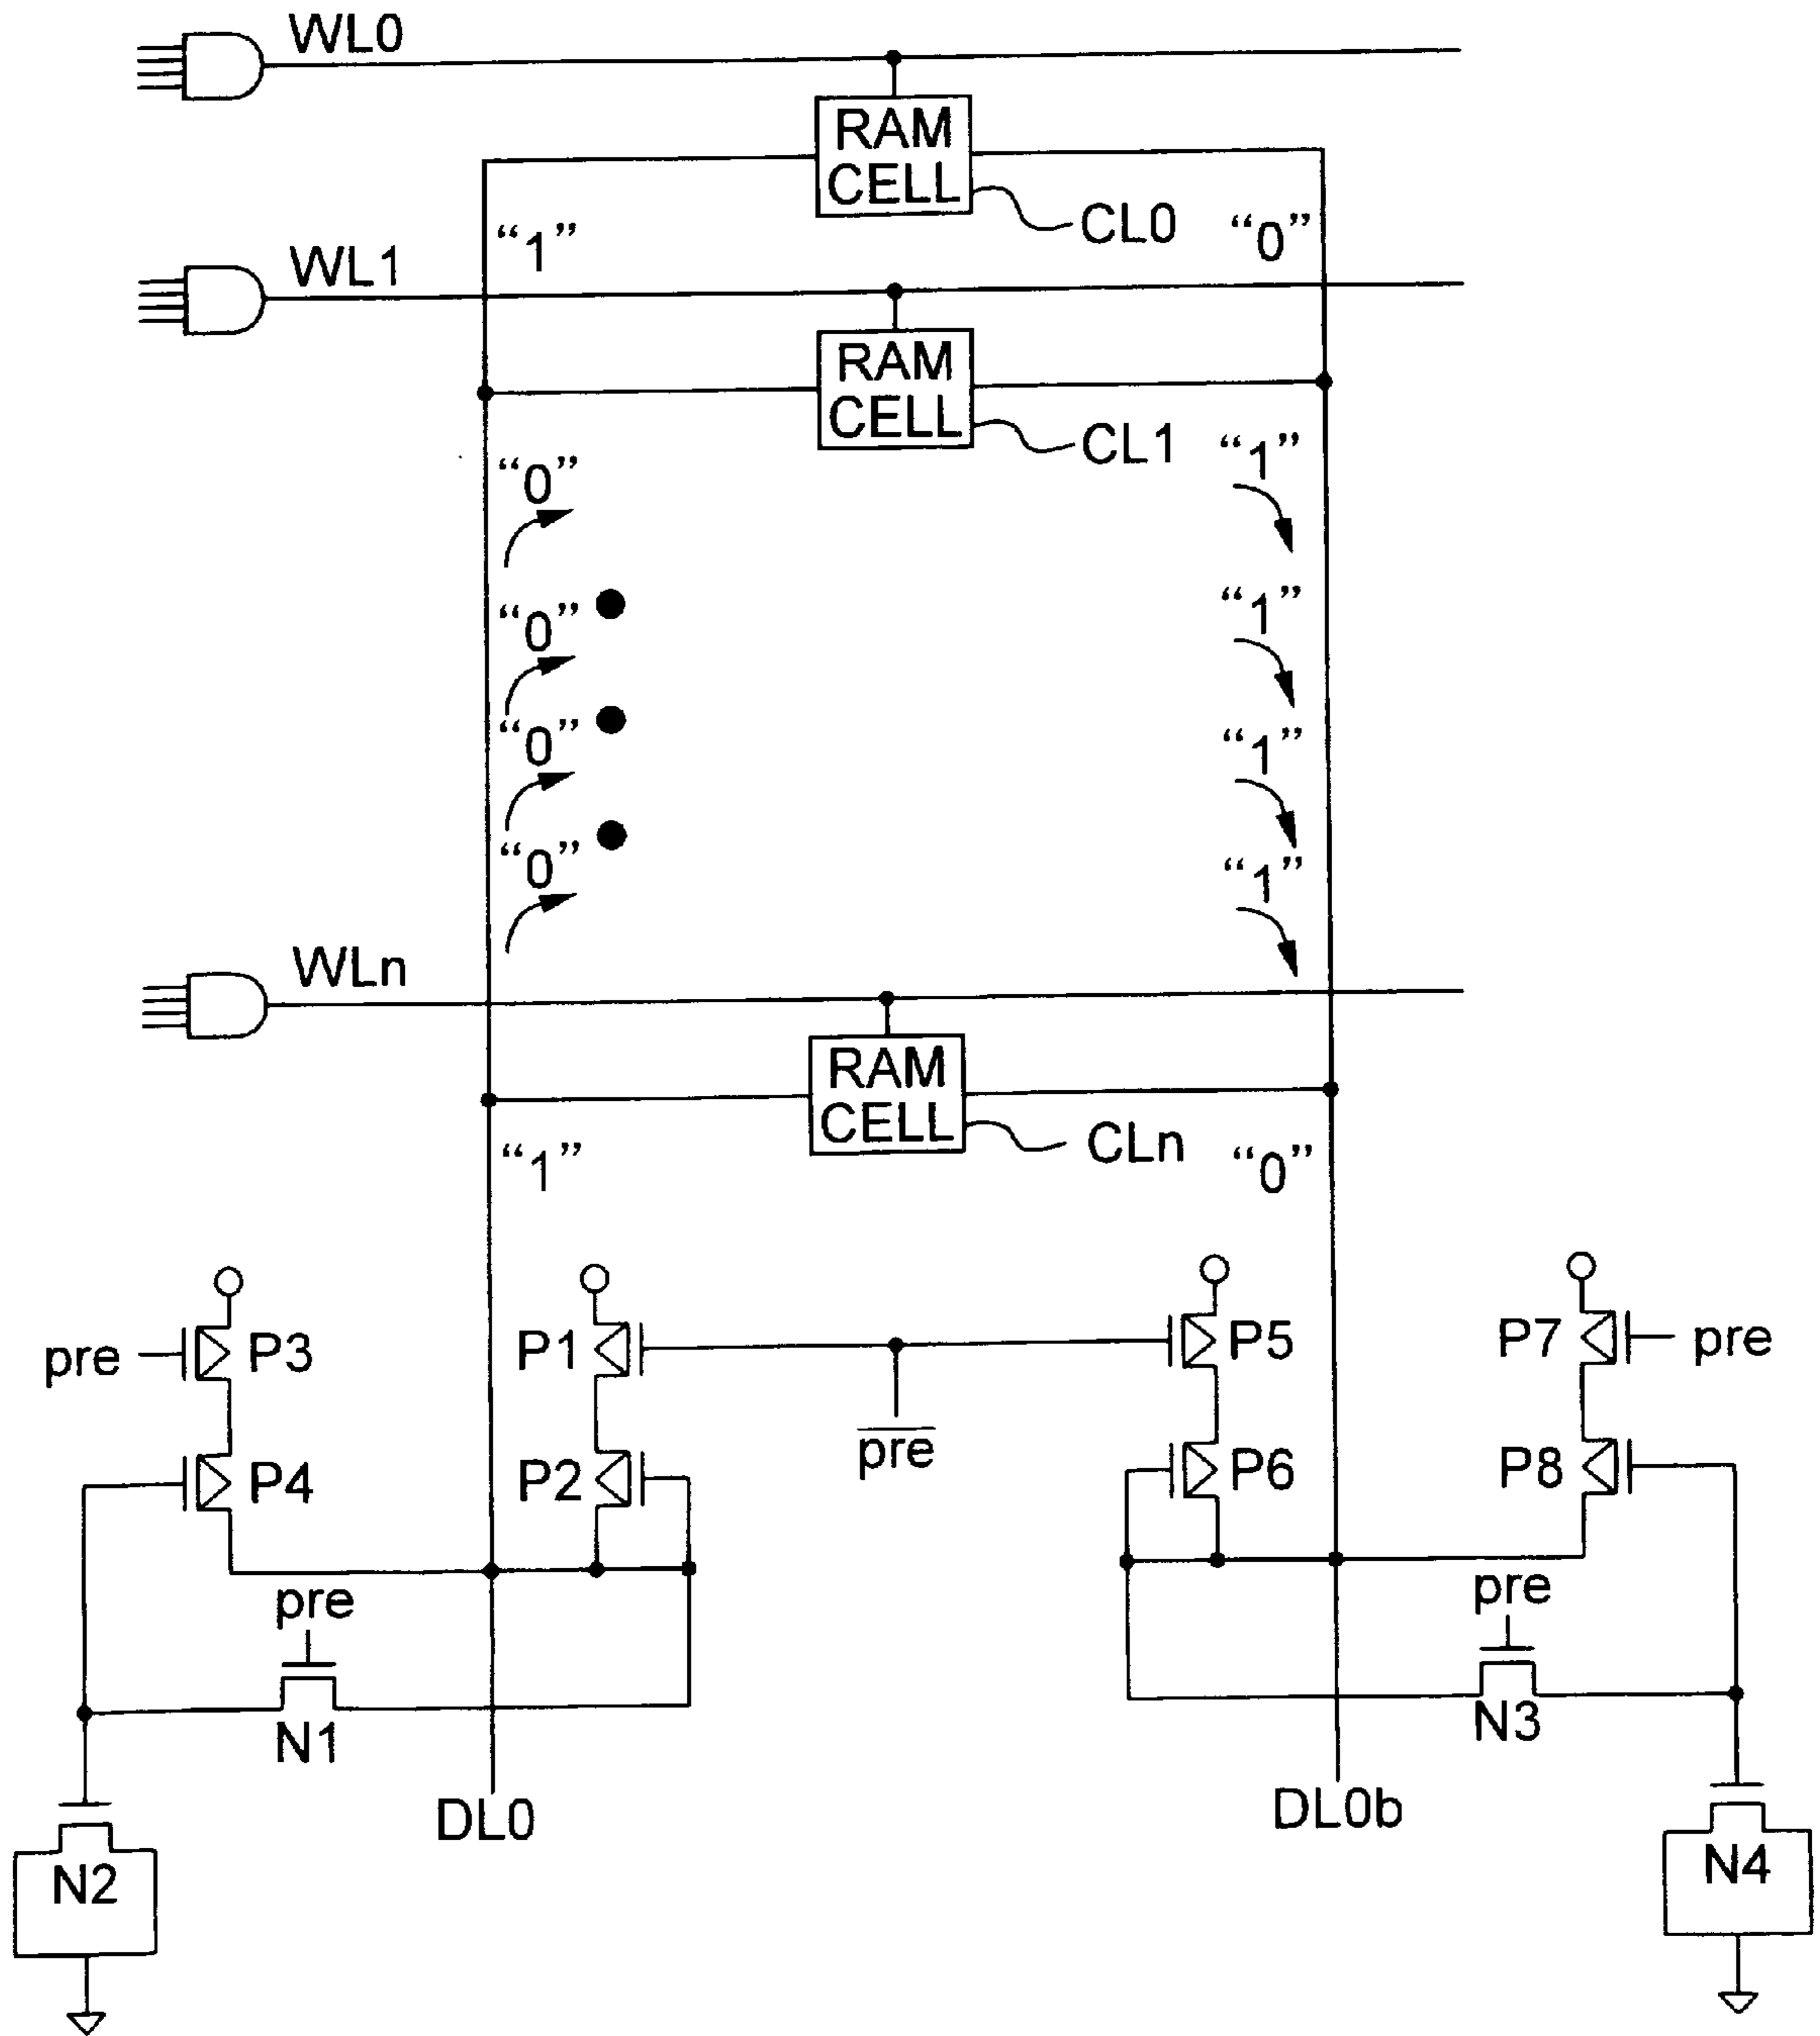 WL0
RAM
CELL
CL0
“1”
“0”
WL1
RAM
CELL
CL1
“0”
“1”
“0”
“1”
“0”
“1”
“0”
“1”
WLn
RAM
CELL
CLn
“1”
“0”
pre
P3
P1
P5
P7
pre
pre
P4
P2
P6
P8
pre
pre
N1
N3
DL0
DL0b
N2
N4